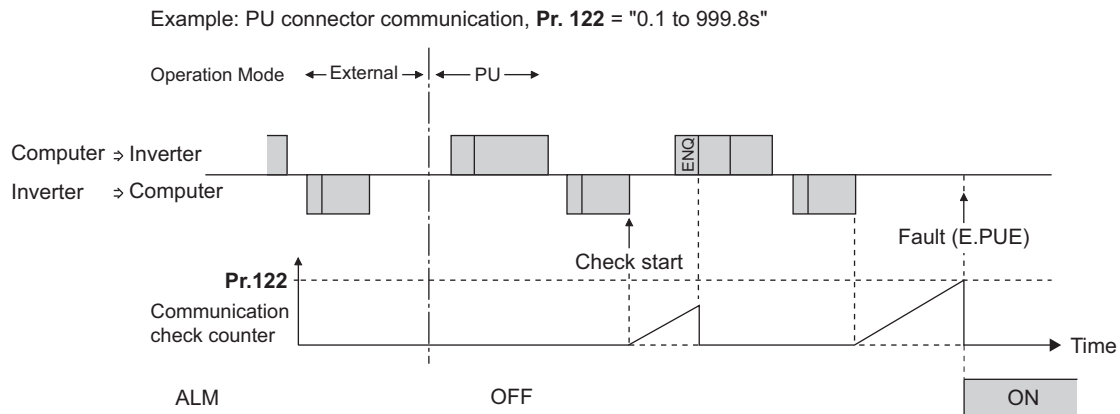 Example: PU connector communication, Pr. 122 = "0.1 to 999.8s"
Operation Mode External PU
Computer ⇒ Inverter
ENQ
Inverter ⇒ Computer
Fault (E.PUE)
Check start
Pr.122
Communication
check counter
Time
ALM OFF ON